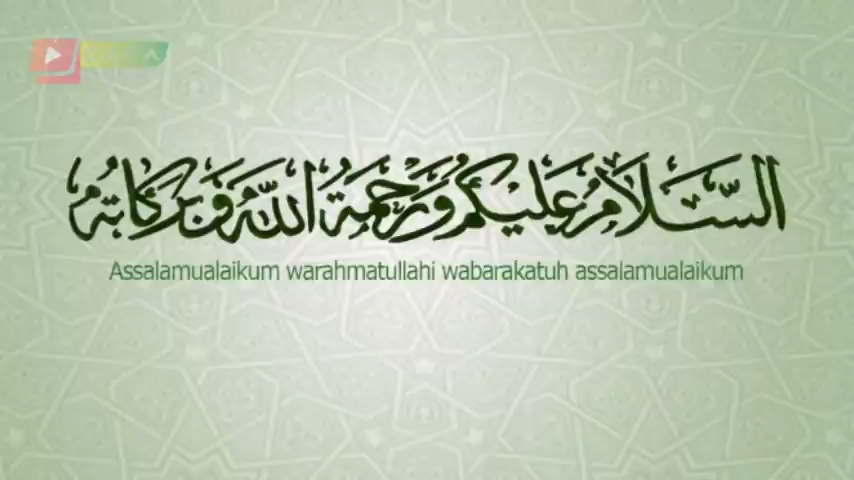 السَّلَامُ عَلَيْكُمْ وَرَحْمَةُ اللهِ وَبَرَكَاتُهُ
Assalamualaikum warahmatullahi wabarakatuh assalamualaikum